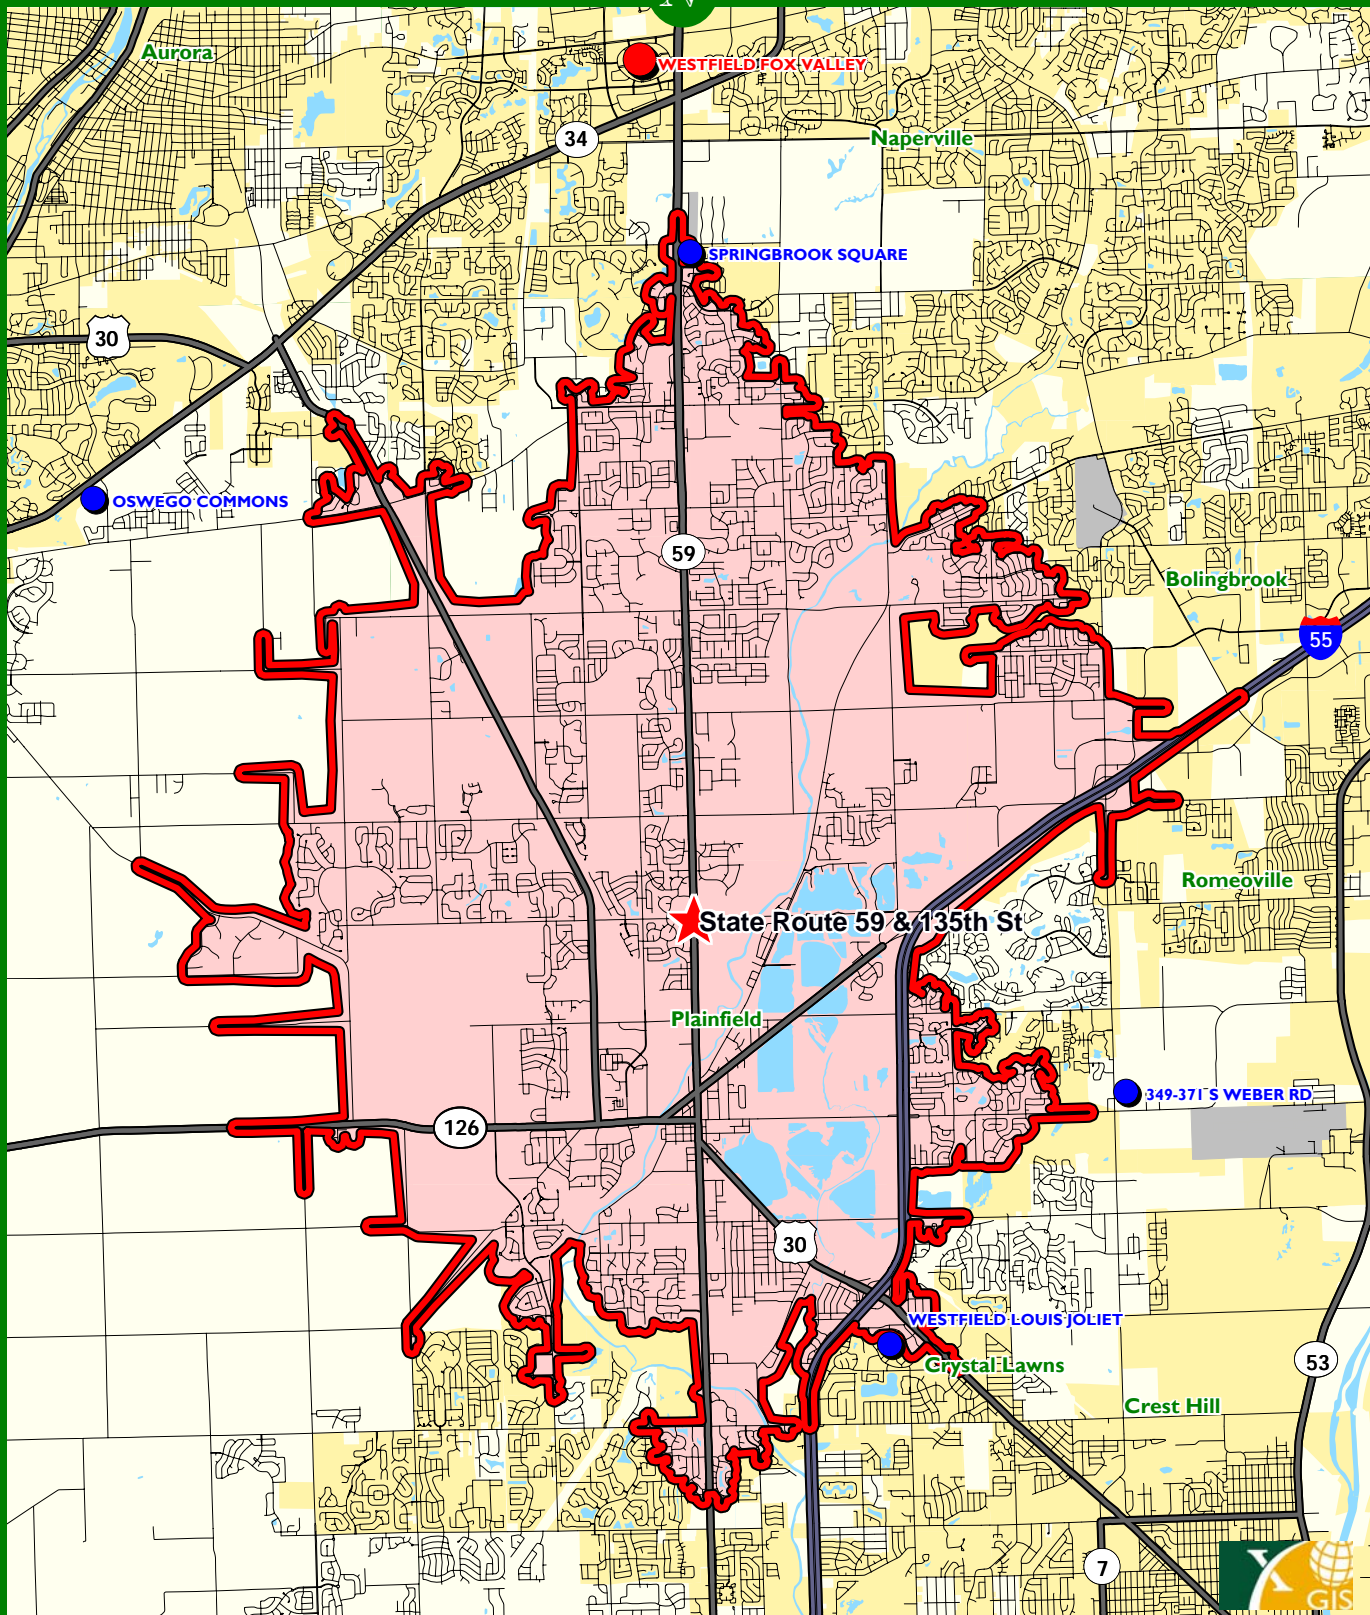 Aurora
WESTFIELD FOX VALLEY
34
Naperville
SPRINGBROOK SQUARE
30
OSWEGO COMMONS
59
Bolingbrook
55
Romeoville
State Route 59 & 135th St
Plainfield
349-371 S WEBER RD
126
30
WESTFIELD LOUIS JOLIET
Crystal Lawns
53
Crest Hill
7
X
GIS